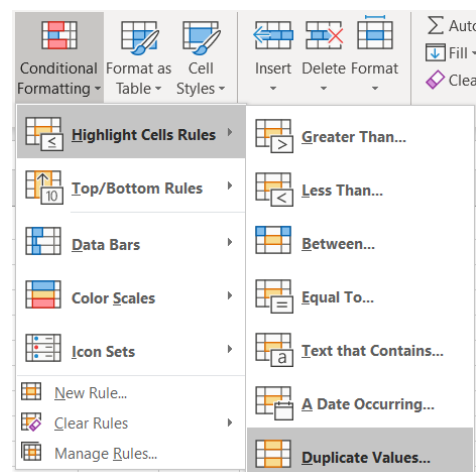 Conditional Formatting
Format as Table
Cell Styles
Insert
Delete
Format
Fill
Highlight Cells Rules
Top/Bottom Rules
10
Data Bars
Color Scales
Icon Sets
New Rule...
Clear Rules
Manage Rules...
Greater Than...
Less Than...
Between...
Equal To...
Text that Contains...
a
A Date Occurring...
Duplicate Values...